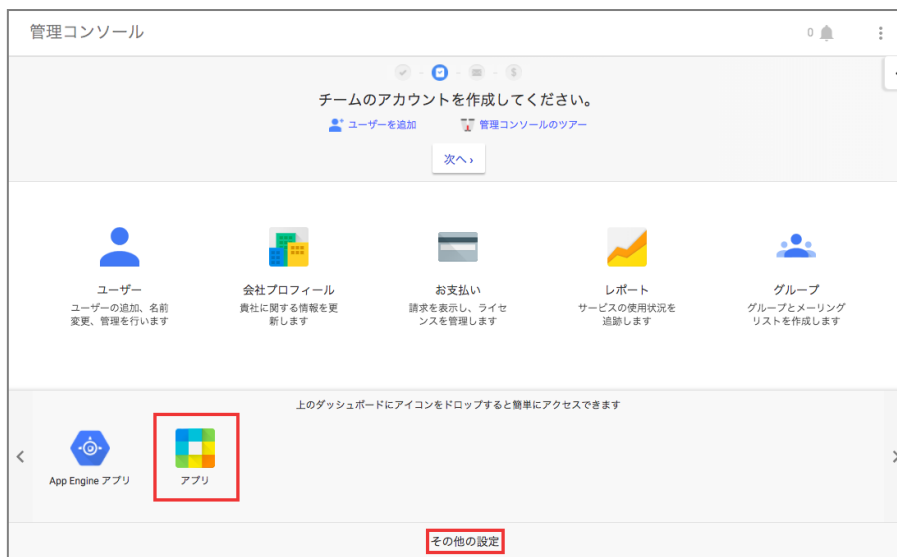 管理コンソール
0
チームのアカウントを作成してください。
ユーザーを追加 管理コンソールのツアー
次へ ›
ユーザー
ユーザーの追加、名前
変更、管理を行います
会社プロフィール
貴社に関する情報を更
新します
お支払い
請求を表示し、ライセ
ンスを管理します
レポート
サービスの使用状況を
追跡します
グループ
グループとメーリング
リストを作成します
上のダッシュボードにアイコンをドロップすると簡単にアクセスできます
App Engine アプリ
アプリ
その他の設定